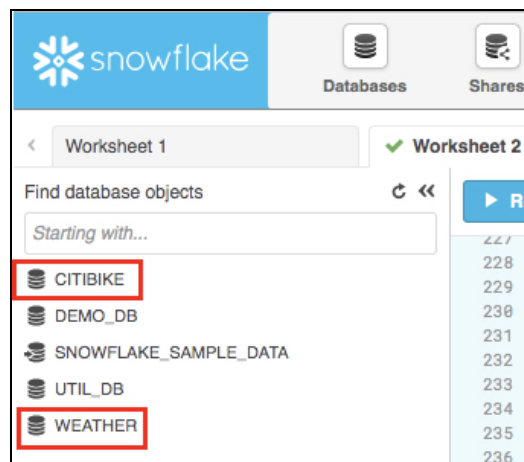 snowflake
Databases
Shares
Worksheet 1
Worksheet 2
Find database objects
R
Starting with...
227
228
CITIBIKE
229
230
DEMO_DB
231
SNOWFLAKE_SAMPLE_DATA
232
233
UTIL_DB
234
WEATHER
235
236